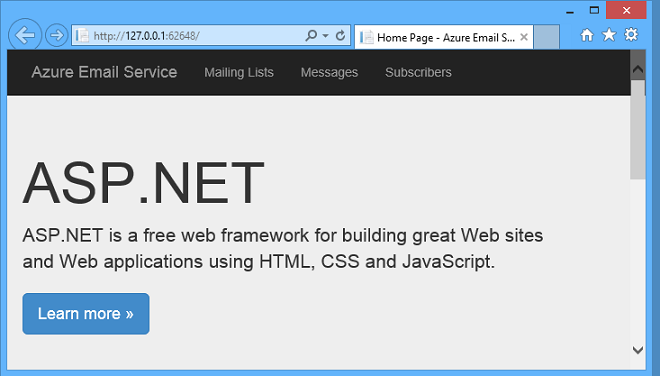 http://127.0.0.1:62648/
Home Page - Azure Email S...
Azure Email Service Mailing Lists Messages Subscribers
ASP.NET
ASP.NET is a free web framework for building great Web sites
and Web applications using HTML, CSS and JavaScript.
Learn more »